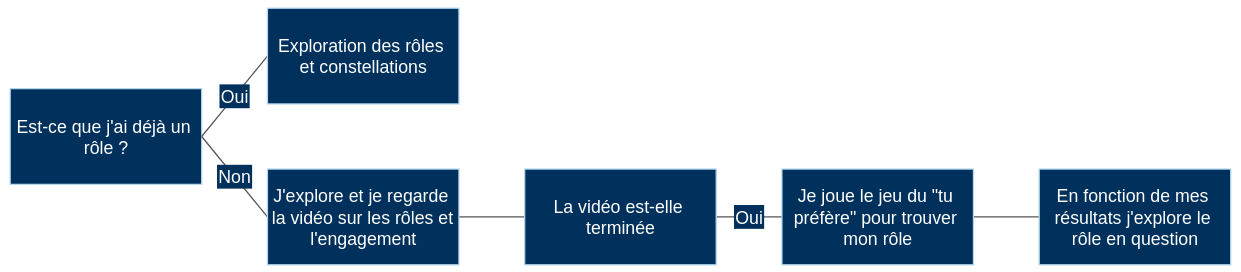 Exploration des rôles
et constellations
Oui
Est-ce que j'ai déjà un
rôle ?
Non
J'explore et je regarde
la vidéo sur les rôles et
l'engagement
La vidéo est-elle
terminée
Oui
Je joue le jeu du "tu
préfère" pour trouver
mon rôle
En fonction de mes
résultats j'explore le
rôle en question